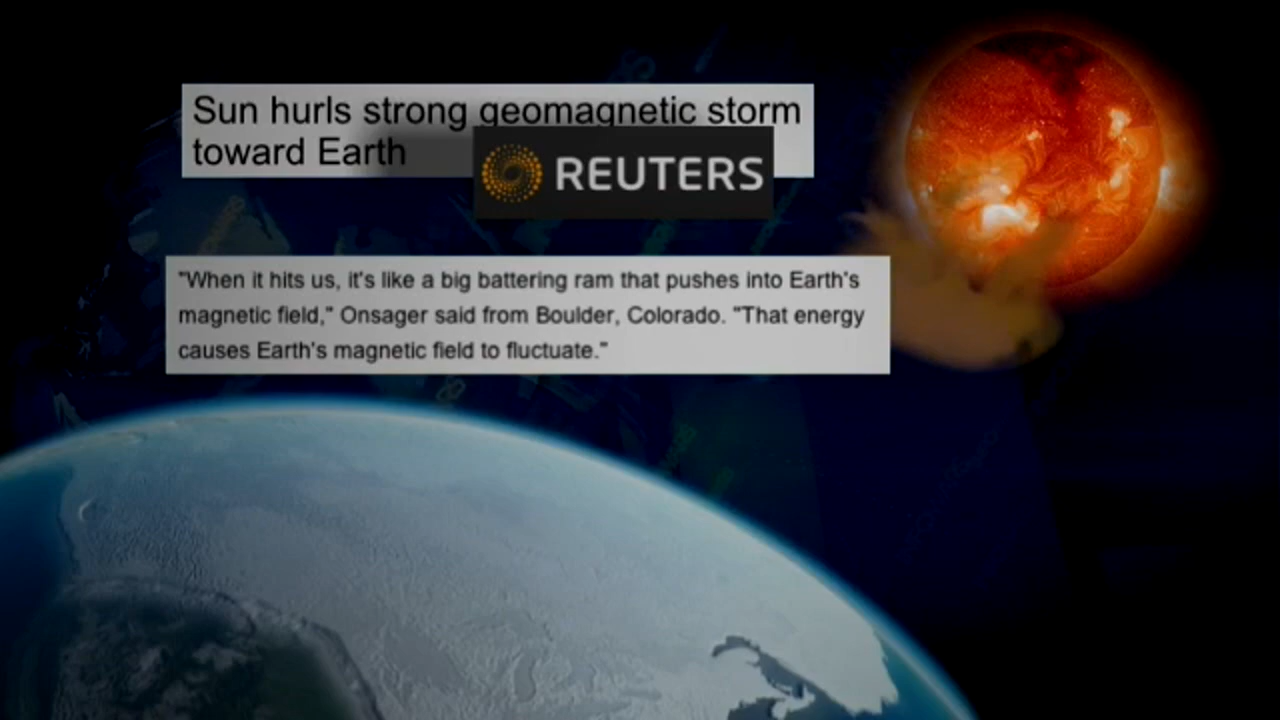 Sun hurls strong geomagnetic storm
toward Earth
REUTERS
"When it hits us, it's like a big battering ram that pushes into Earth's
magnetic field," Onsager said from Boulder, Colorado. "That energy
causes Earth's magnetic field to fluctuate."